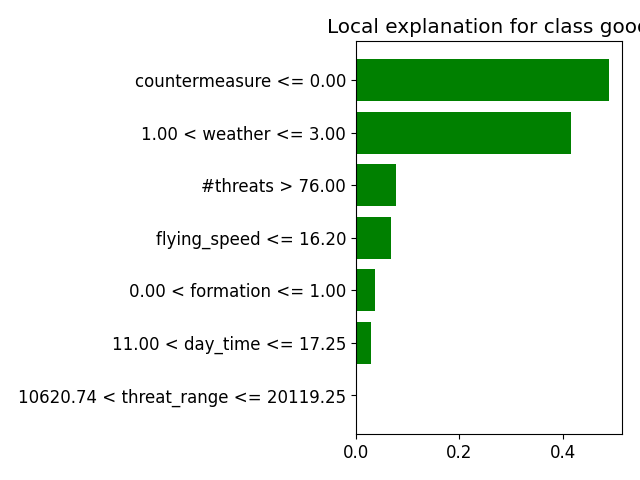 Local explanation for class good
countermeasure <= 0.00
1.00 < weather <= 3.00
#threats > 76.00
flying_speed <= 16.20
0.00 < formation <= 1.00
11.00 < day_time <= 17.25
10620.74 < threat_range <= 20119.25
0.0 0.2 0.4